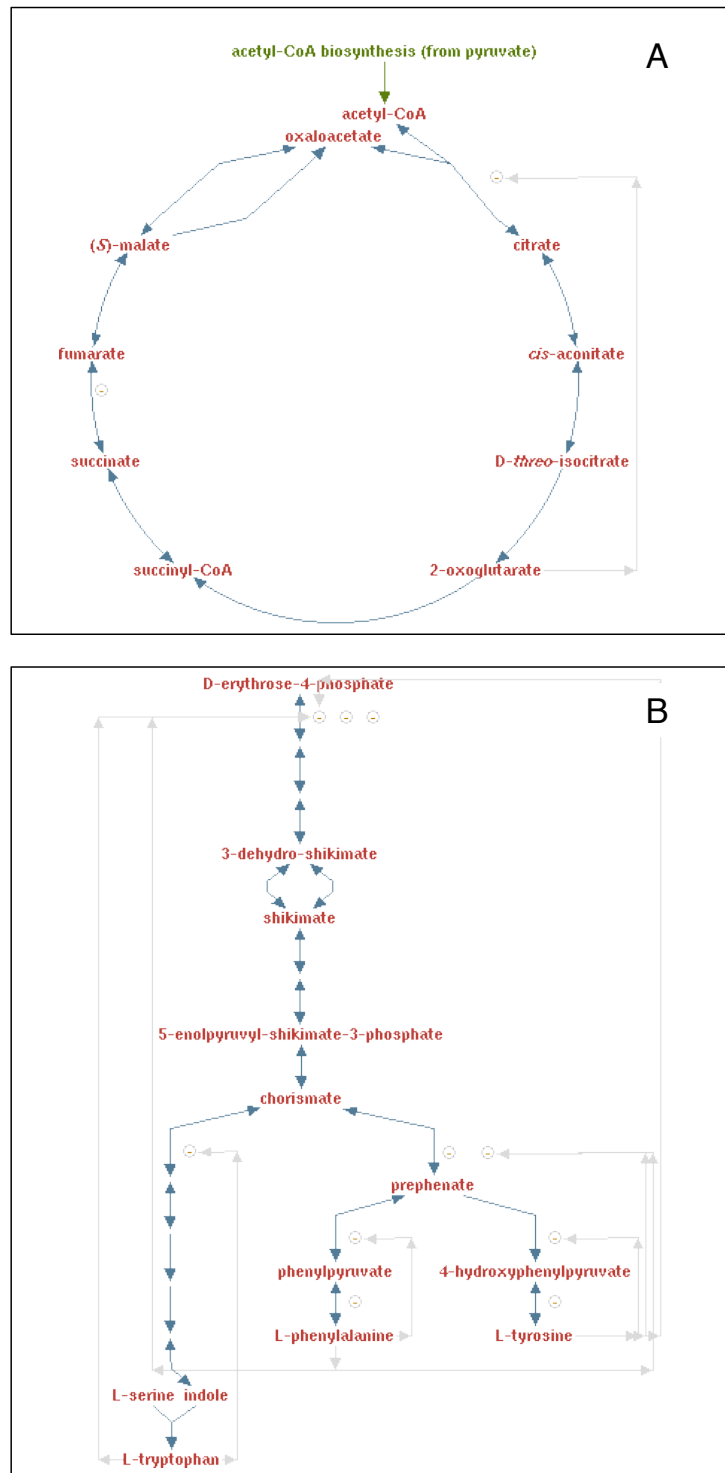 acetyl-CoA biosynthesis (from pyruvate)
A
acetyl-CoA
oxaloacetate
(S)-malate
citrate
fumarate
cis-aconitate
succinate
D-threo-isocitrate
succinyl-CoA
2-oxoglutarate
D-erythrose-4-phosphate
B
3-dehydro-shikimate
shikimate
5-enolpyruvyl-shikimate-3-phosphate
chorismate
prephenate
phenylpyruvate
4-hydroxyphenylpyruvate
L-phenylalanine
L-tyrosine
L-serine indole
L-tryptophan